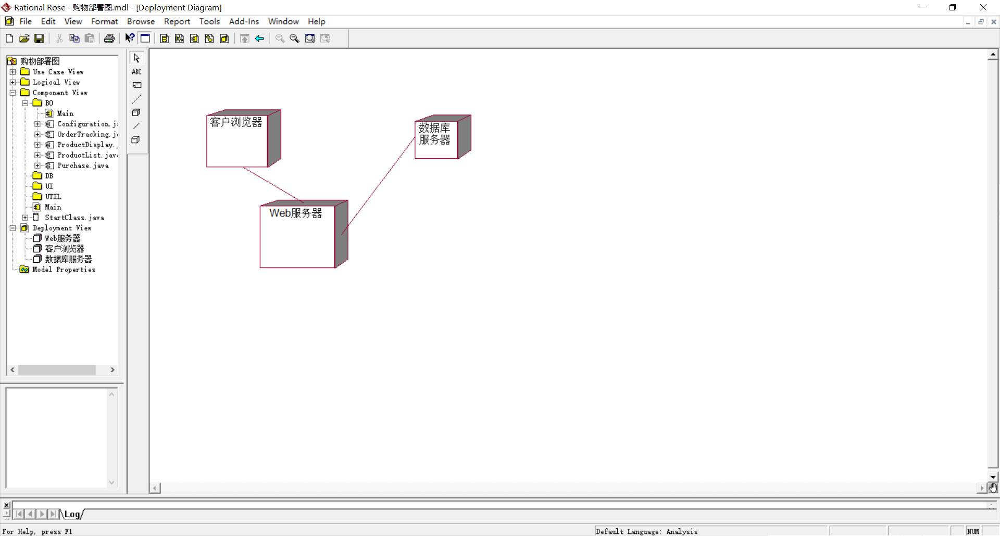 Rational Rose - 购物部署图.mdl - [Deployment Diagram]
File Edit View Format Browse Report Tools Add-Ins Window Help
购物部署图
Use Case View
Logical View
Component View
BO
Main
Configuration.j
OrderTracking.j
ProductDisplay.
ProductList.jav
Purchase.java
DB
UI
UTIL
Main
StartClass.java
Deployment View
Web服务器
客户浏览器
数据库服务器
Model Properties
ABC
客户浏览器
数据库
服务器
Web服务器
Log
For Help, press F1
Default Language: Analysis
NUM